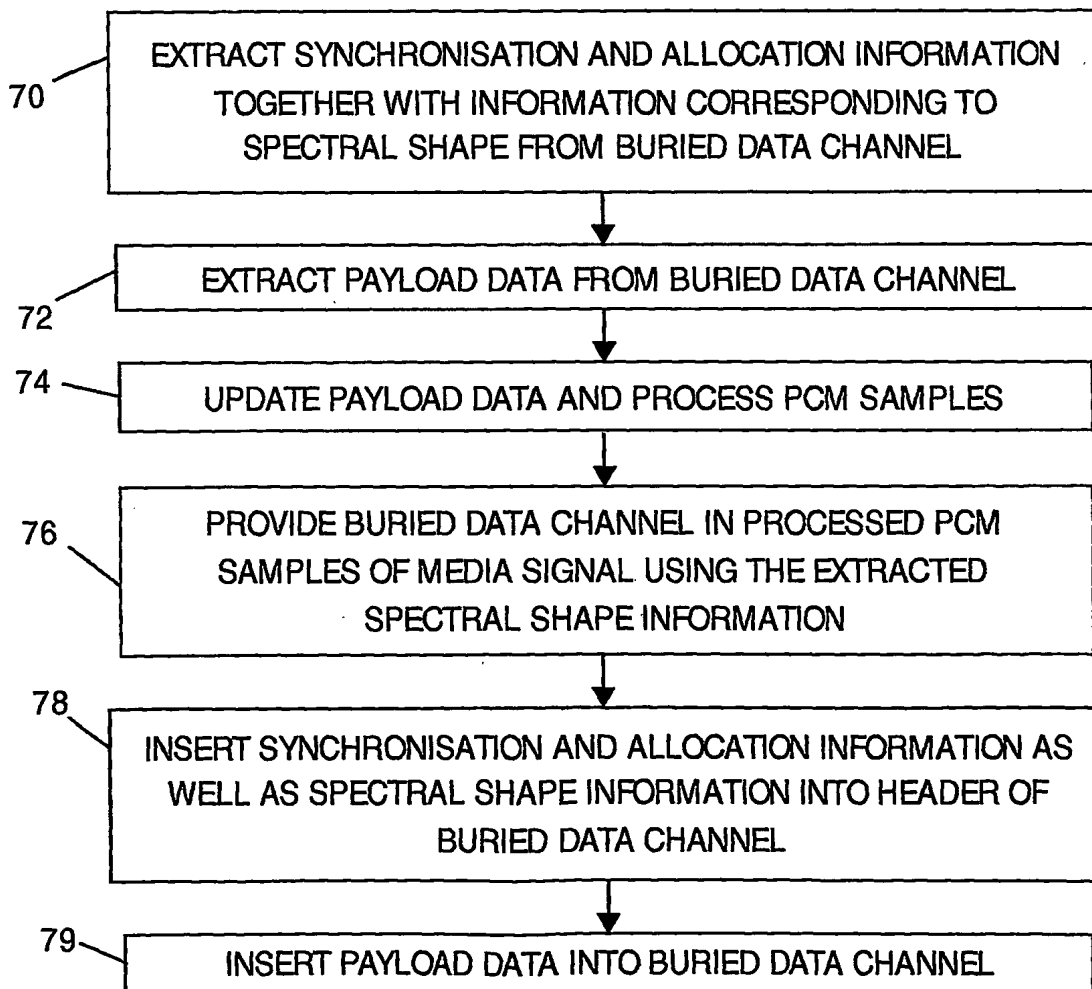 70
EXTRACT SYNCHRONISATION AND ALLOCATION INFORMATION
TOGETHER WITH INFORMATION CORRESPONDING TO
SPECTRAL SHAPE FROM BURIED DATA CHANNEL
72
EXTRACT PAYLOAD DATA FROM BURIED DATA CHANNEL
74
UPDATE PAYLOAD DATA AND PROCESS PCM SAMPLES
76
PROVIDE BURIED DATA CHANNEL IN PROCESSED PCM
SAMPLES OF MEDIA SIGNAL USING THE EXTRACTED
SPECTRAL SHAPE INFORMATION
78
INSERT SYNCHRONISATION AND ALLOCATION INFORMATION AS
WELL AS SPECTRAL SHAPE INFORMATION INTO HEADER OF
BURIED DATA CHANNEL
79
INSERT PAYLOAD DATA INTO BURIED DATA CHANNEL